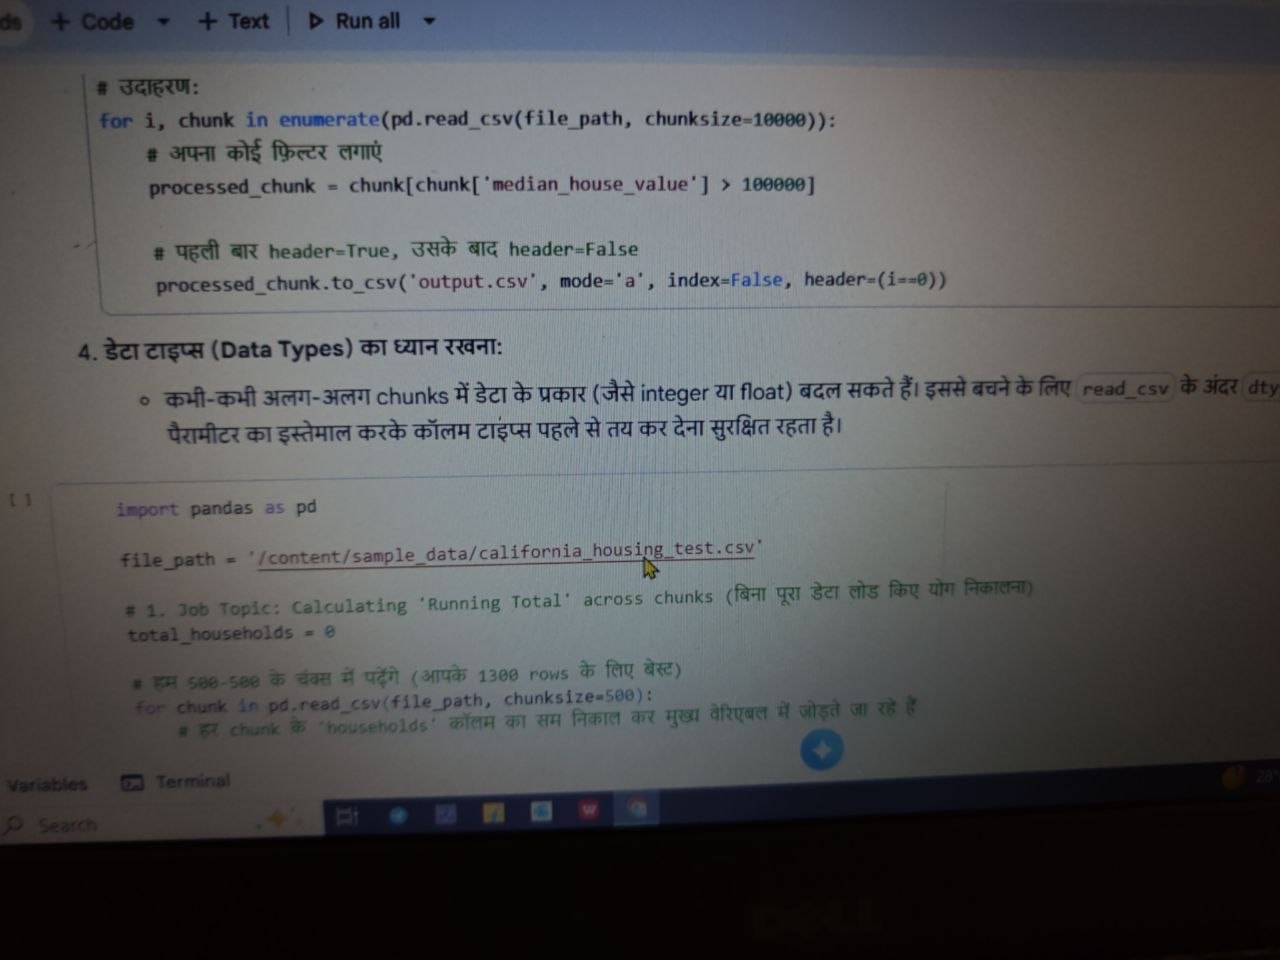 ds + Code + Text Run all
# उदाहरण:
for i, chunk in enumerate(pd.read_csv(file_path, chunksize=10000)):
# अपना कोई फ़िल्टर लगाएं
processed_chunk = chunk[chunk['median_house_value'] > 100000]
# पहली बार header=True, उसके बाद header=False
processed_chunk.to_csv('output.csv', mode='a', index=False, header=(i==0))
4. डेटा टाइप्स (Data Types) का ध्यान रखना:
कभी-कभी अलग-अलग chunks में डेटा के प्रकार (जैसे integer या float) बदल सकते हैं। इससे बचने के लिए read_csv के अंदर dty
पैरामीटर का इस्तेमाल करके कॉलम टाइप्स पहले से तय कर देना सुरक्षित रहता है।
[ ]
import pandas as pd
file_path = '/content/sample_data/california_housing_test.csv'
# 1. Job Topic: Calculating 'Running Total' across chunks (बिना पूरा डेटा लोड किए योग निकालना)
total_households = 0
# हम 500-500 के चंक्स में पढ़ेंगे (आपके 1300 rows के लिए बेस्ट)
for chunk in pd.read_csv(file_path, chunksize=500):
# हर chunk के 'households' कॉलम का सम निकाल कर मुख्य वेरिएबल में जोड़ते जा रहे हैं
Variables Terminal
Search
DELL